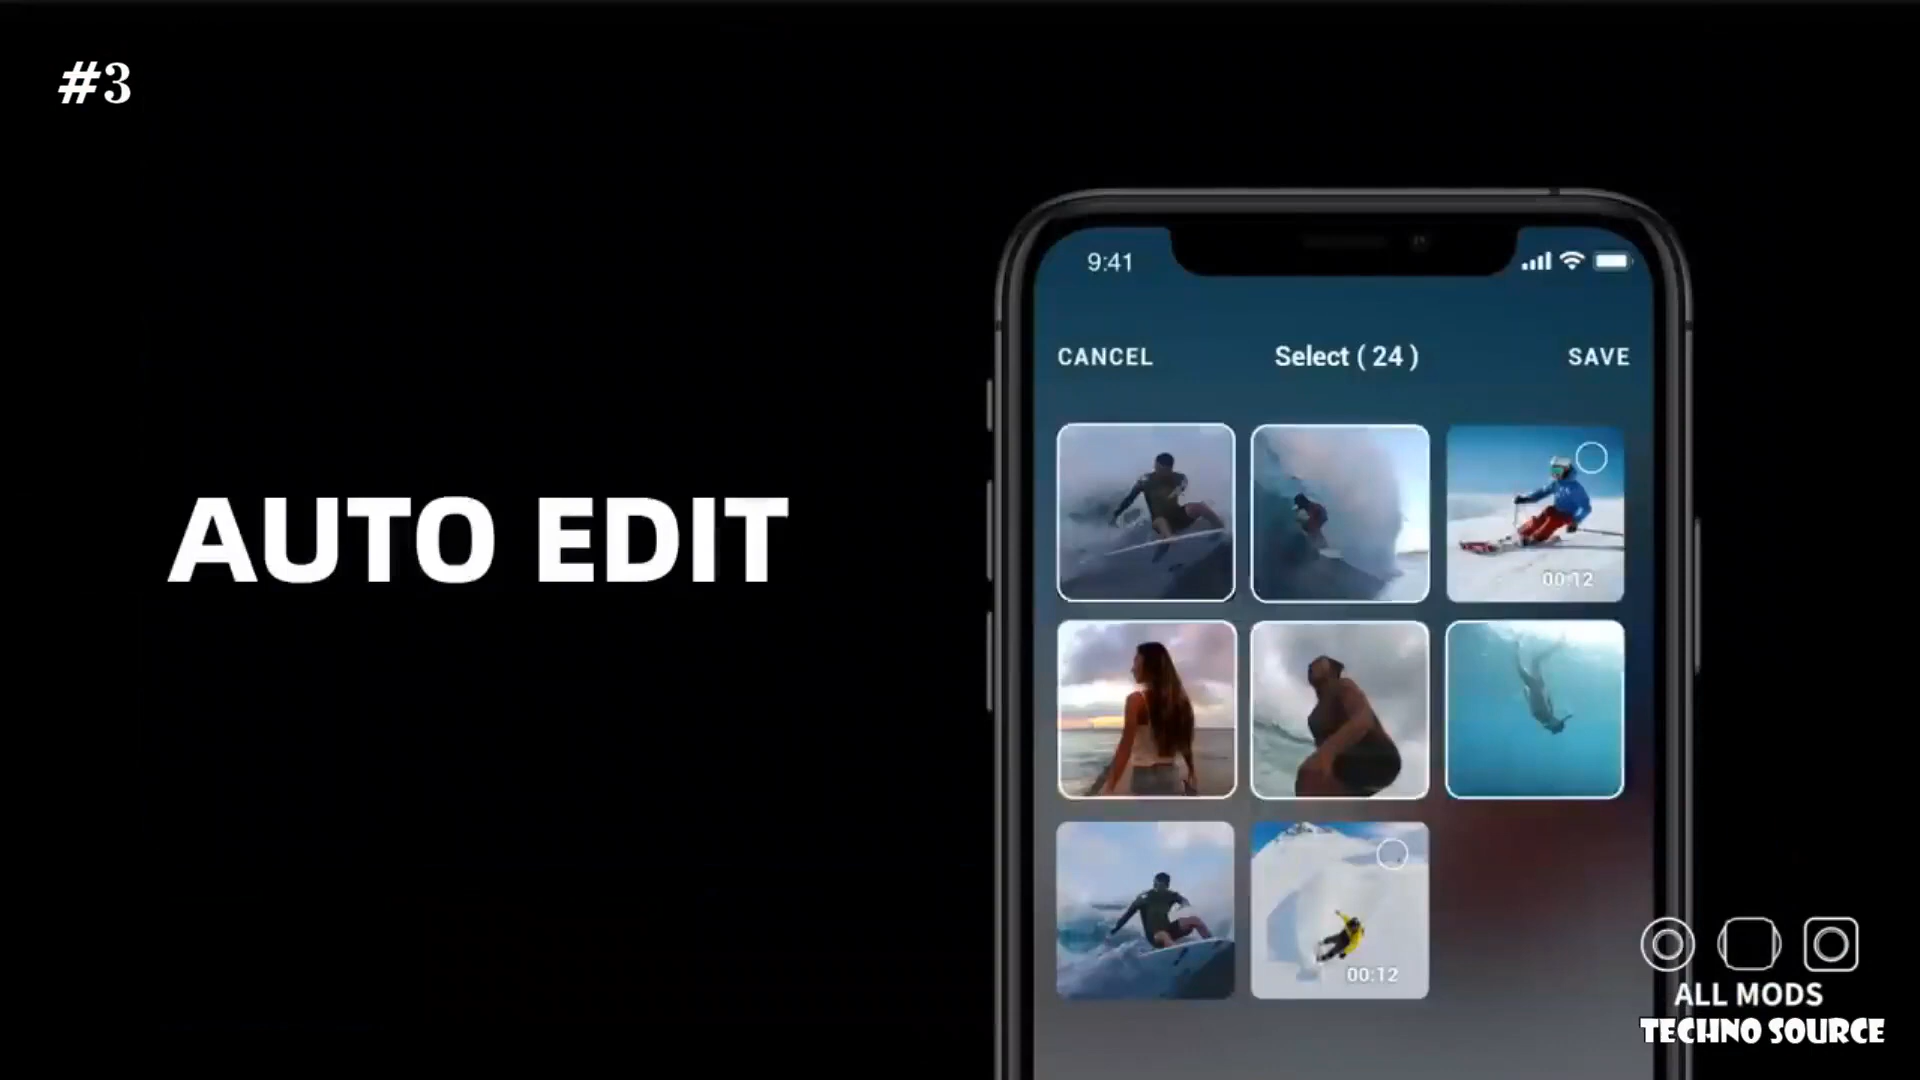 #3
9:41
CANCEL Select ( 24 ) SAVE
00:12
AUTO EDIT
00:12
ALL MODS
TECHNO SOURCE